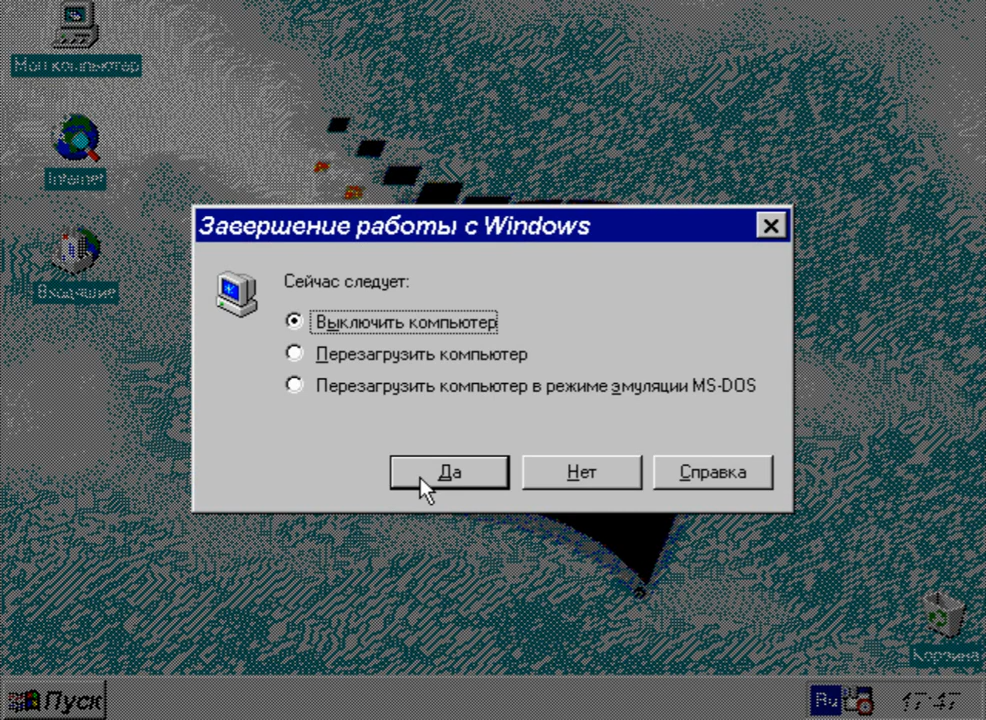 Мой компьютер
Internet
Входящие
Завершение работы с Windows
Сейчас следует:
Выключить компьютер
Перезагрузить компьютер
Перезагрузить компьютер в режиме эмуляции MS-DOS
Да
Нет
Справка
Корзина
Пуск
Ru
17:47